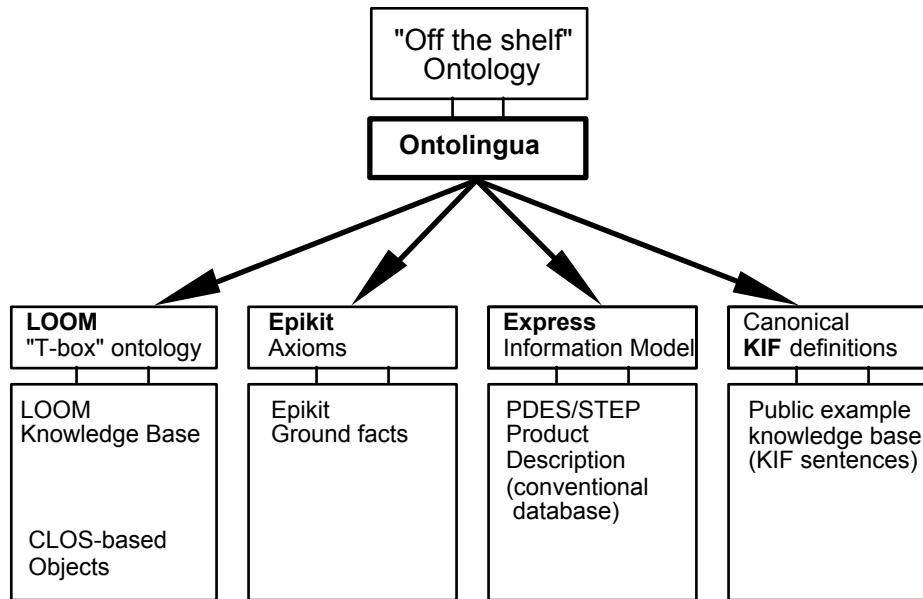 "Off the shelf"
Ontology
Ontolingua
LOOM
"T-box" ontology
Epikit
Axioms
Express
Information Model
Canonical
KIF definitions
LOOM
Knowledge Base
CLOS-based
Objects
Epikit
Ground facts
PDES/STEP
Product
Description
(conventional
database)
Public example
knowledge base
(KIF sentences)